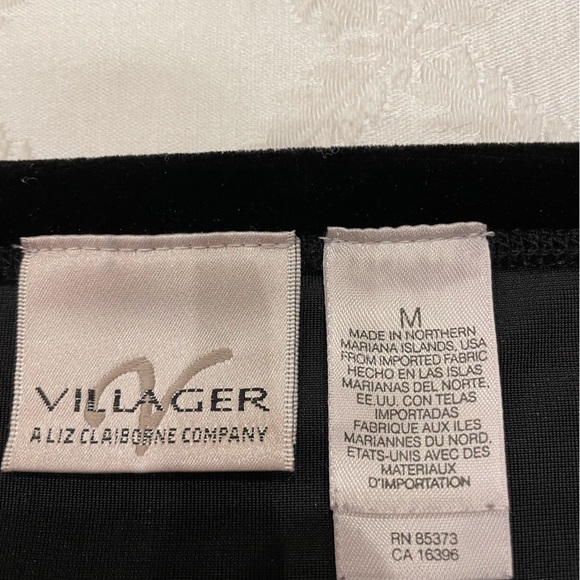 VILLAGER
A LIZ CLAIBORNE COMPANY
M
MADE IN NORTHERN
MARIANA ISLANDS, USA
FROM IMPORTED FABRIC
HECHO EN LAS ISLAS
MARIANAS DEL NORTE,
EE.UU. CON TELAS
IMPORTADAS
FABRIQUE AUX ILES
MARIANNES DU NORD,
ETATS-UNIS AVEC DES
MATERIAUX
D'IMPORTATION
RN 85373
CA 16396